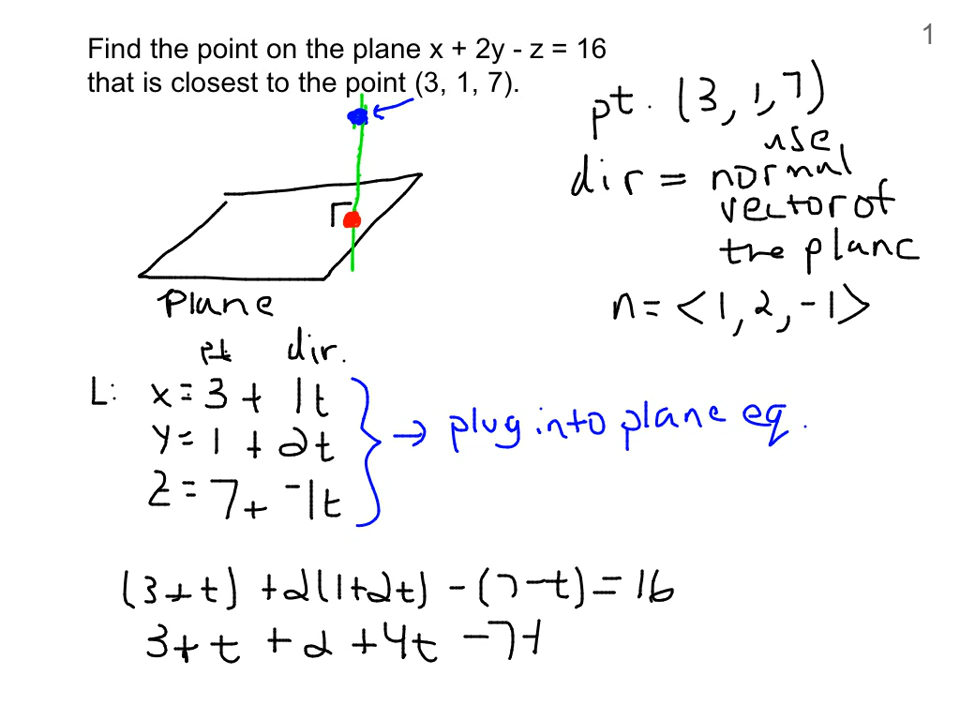 1
Find the point on the plane x + 2y - z = 16
that is closest to the point (3, 1, 7).
pt. (3, 1, 7)
use
dir = normal
vector of
the plane
n = <1, 2, -1>
Plane
pt dir.
L: x = 3 + 1t
y = 1 + 2t
z = 7 + -1t
→ plug into plane eq.
(3+t) +2(1+2t) - (7-t) = 16
3+t +2 +4t -7+